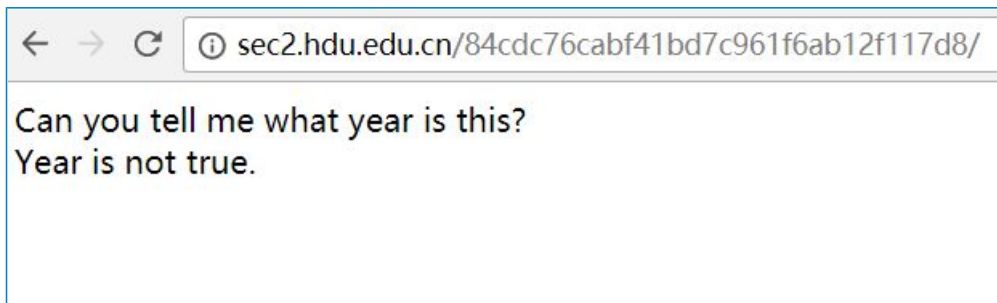 sec2.hdu.edu.cn/84cdc76cabf41bd7c961f6ab12f117d8/
Can you tell me what year is this?
Year is not true.